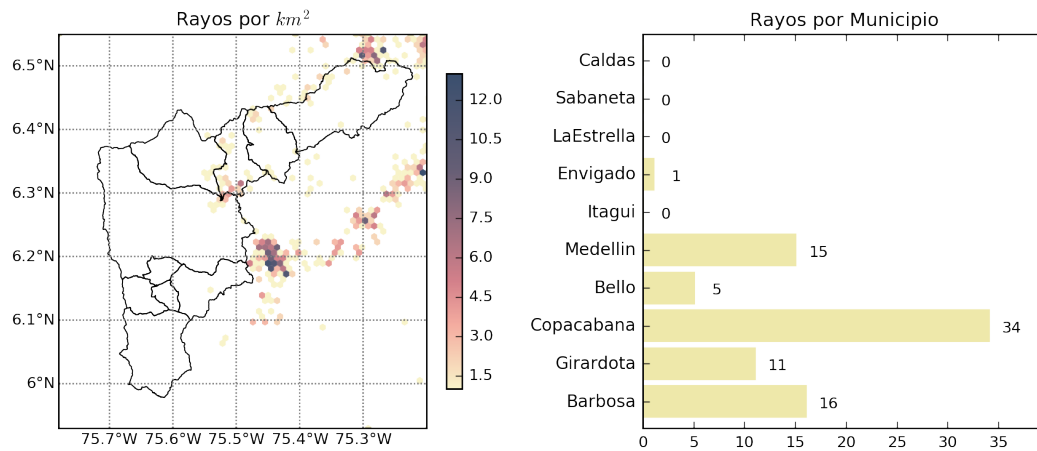 Rayos por km²
6.5°N
6.4°N
6.3°N
6.2°N
6.1°N
6°N
75.7°W 75.6°W 75.5°W 75.4°W 75.3°W
12.0
10.5
9.0
7.5
6.0
4.5
3.0
1.5
Rayos por Municipio
Caldas 0
Sabaneta 0
LaEstrella 0
Envigado 1
Itagui 0
Medellin 15
Bello 5
Copacabana 34
Girardota 11
Barbosa 16
0 5 10 15 20 25 30 35